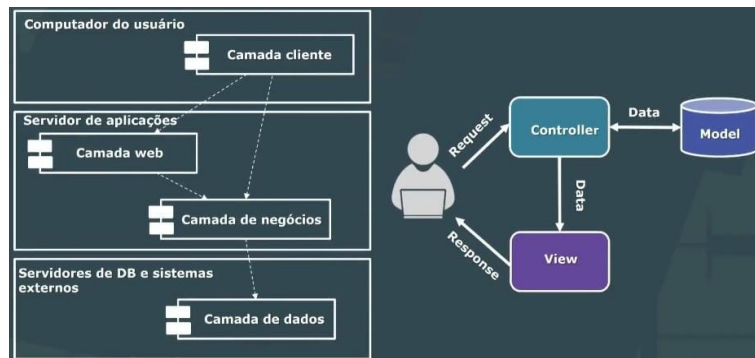 Computador do usuário
Camada cliente
Servidor de aplicações
Camada web
Camada de negócios
Servidores de DB e sistemas
externos
Camada de dados
Request
Controller
Data
Model
Data
Response
View